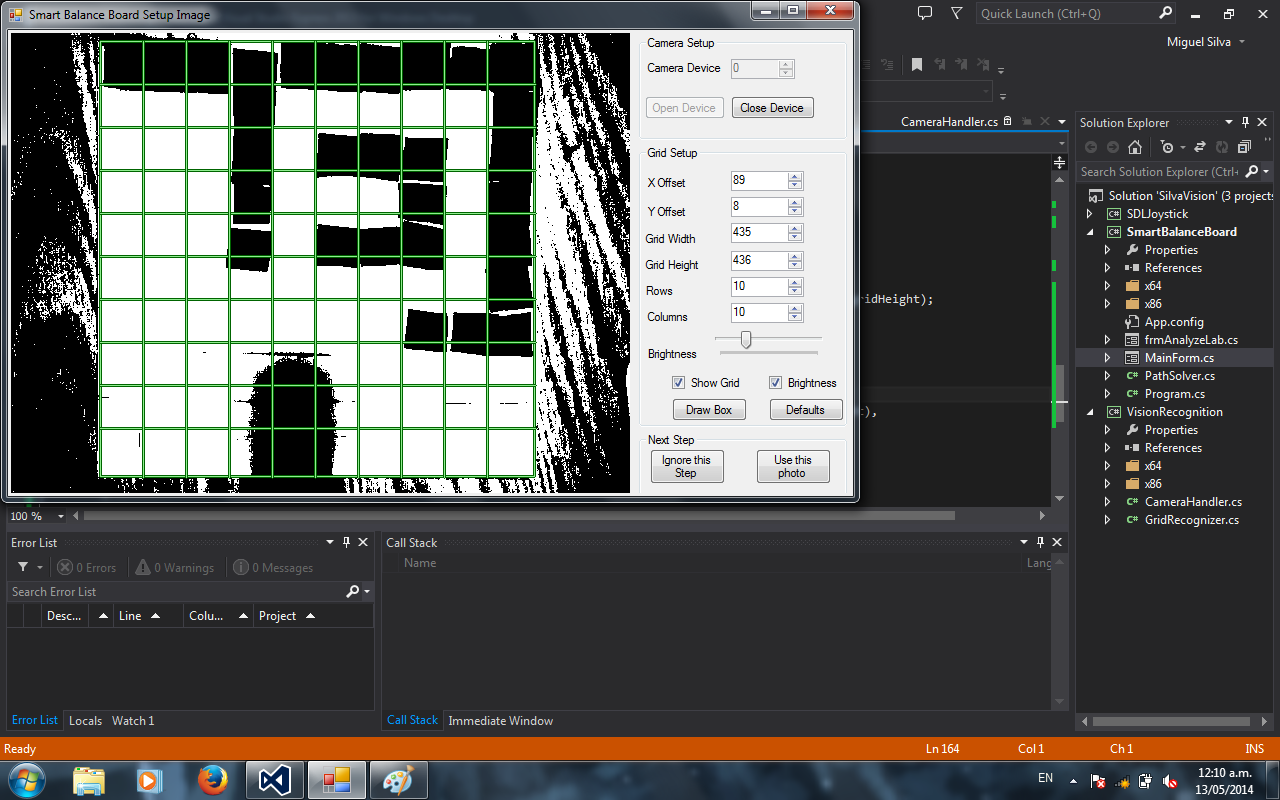 Smart Balance Board Setup Image
Quick Launch (Ctrl+Q)
Miguel Silva
Camera Setup
Camera Device
0
Open Device
Close Device
CameraHandler.cs
Grid Setup
X Offset
89
Y Offset
8
Grid Width
435
Grid Height
436
Rows
10
Columns
10
Brightness
Show Grid
Brightness
Draw Box
Defaults
Next Step
Ignore this
Step
Use this
photo
ridHeight);
),
Solution Explorer
Search Solution Explorer (Ctrl+
Solution 'SilvaVision' (3 projects
SDLJoystick
SmartBalanceBoard
Properties
References
x64
x86
App.config
frmAnalyzeLab.cs
MainForm.cs
PathSolver.cs
Program.cs
VisionRecognition
Properties
References
x64
x86
CameraHandler.cs
GridRecognizer.cs
100 %
Error List
0 Errors
0 Warnings
0 Messages
Search Error List
Desc...
Line
Colu...
Project
Error List
Locals
Watch 1
Call Stack
Name
Lang
Call Stack
Immediate Window
Ready
Ln 164
Col 1
Ch 1
INS
EN
12:10 a.m.
13/05/2014